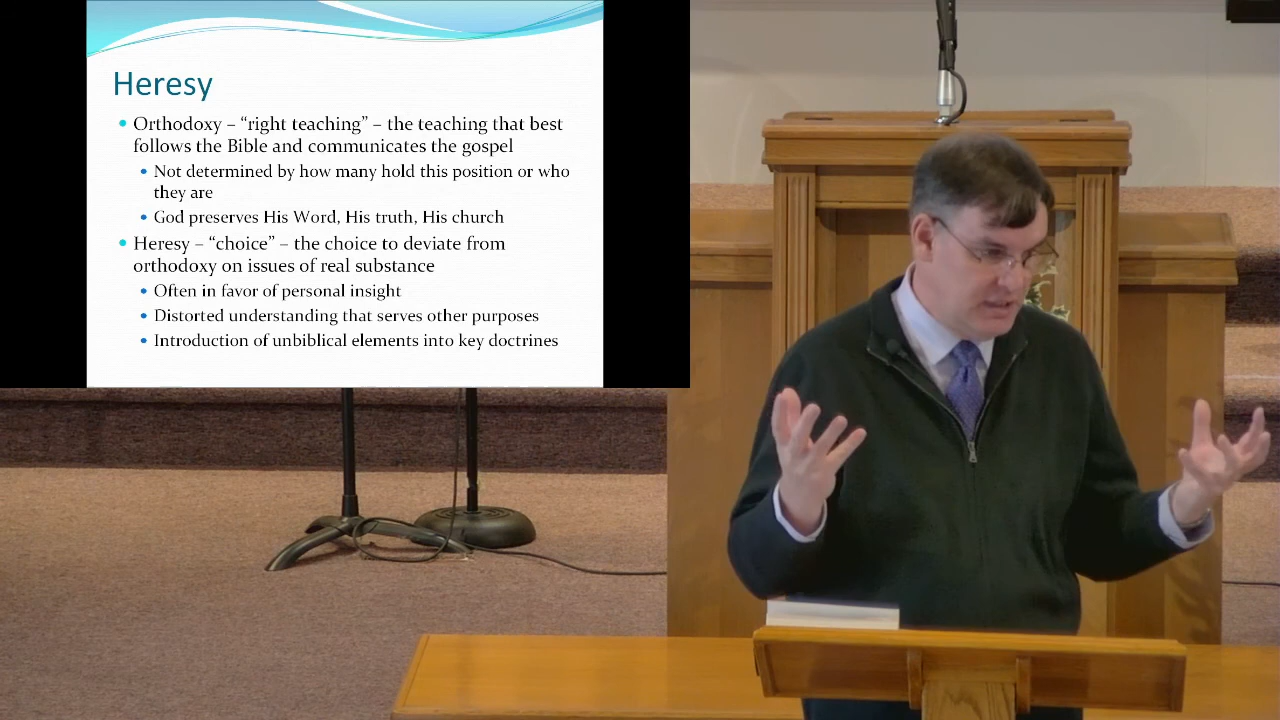 Heresy
Orthodoxy – “right teaching” – the teaching that best
follows the Bible and communicates the gospel
Not determined by how many hold this position or who
they are
God preserves His Word, His truth, His church
Heresy – “choice” – the choice to deviate from
orthodoxy on issues of real substance
Often in favor of personal insight
Distorted understanding that serves other purposes
Introduction of unbiblical elements into key doctrines